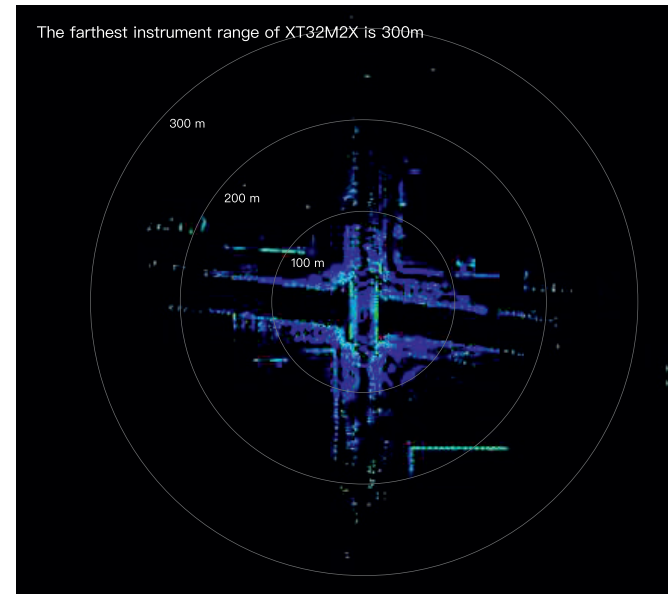 The farthest instrument range of XT32M2X is 300m
300 m
200 m
100 m